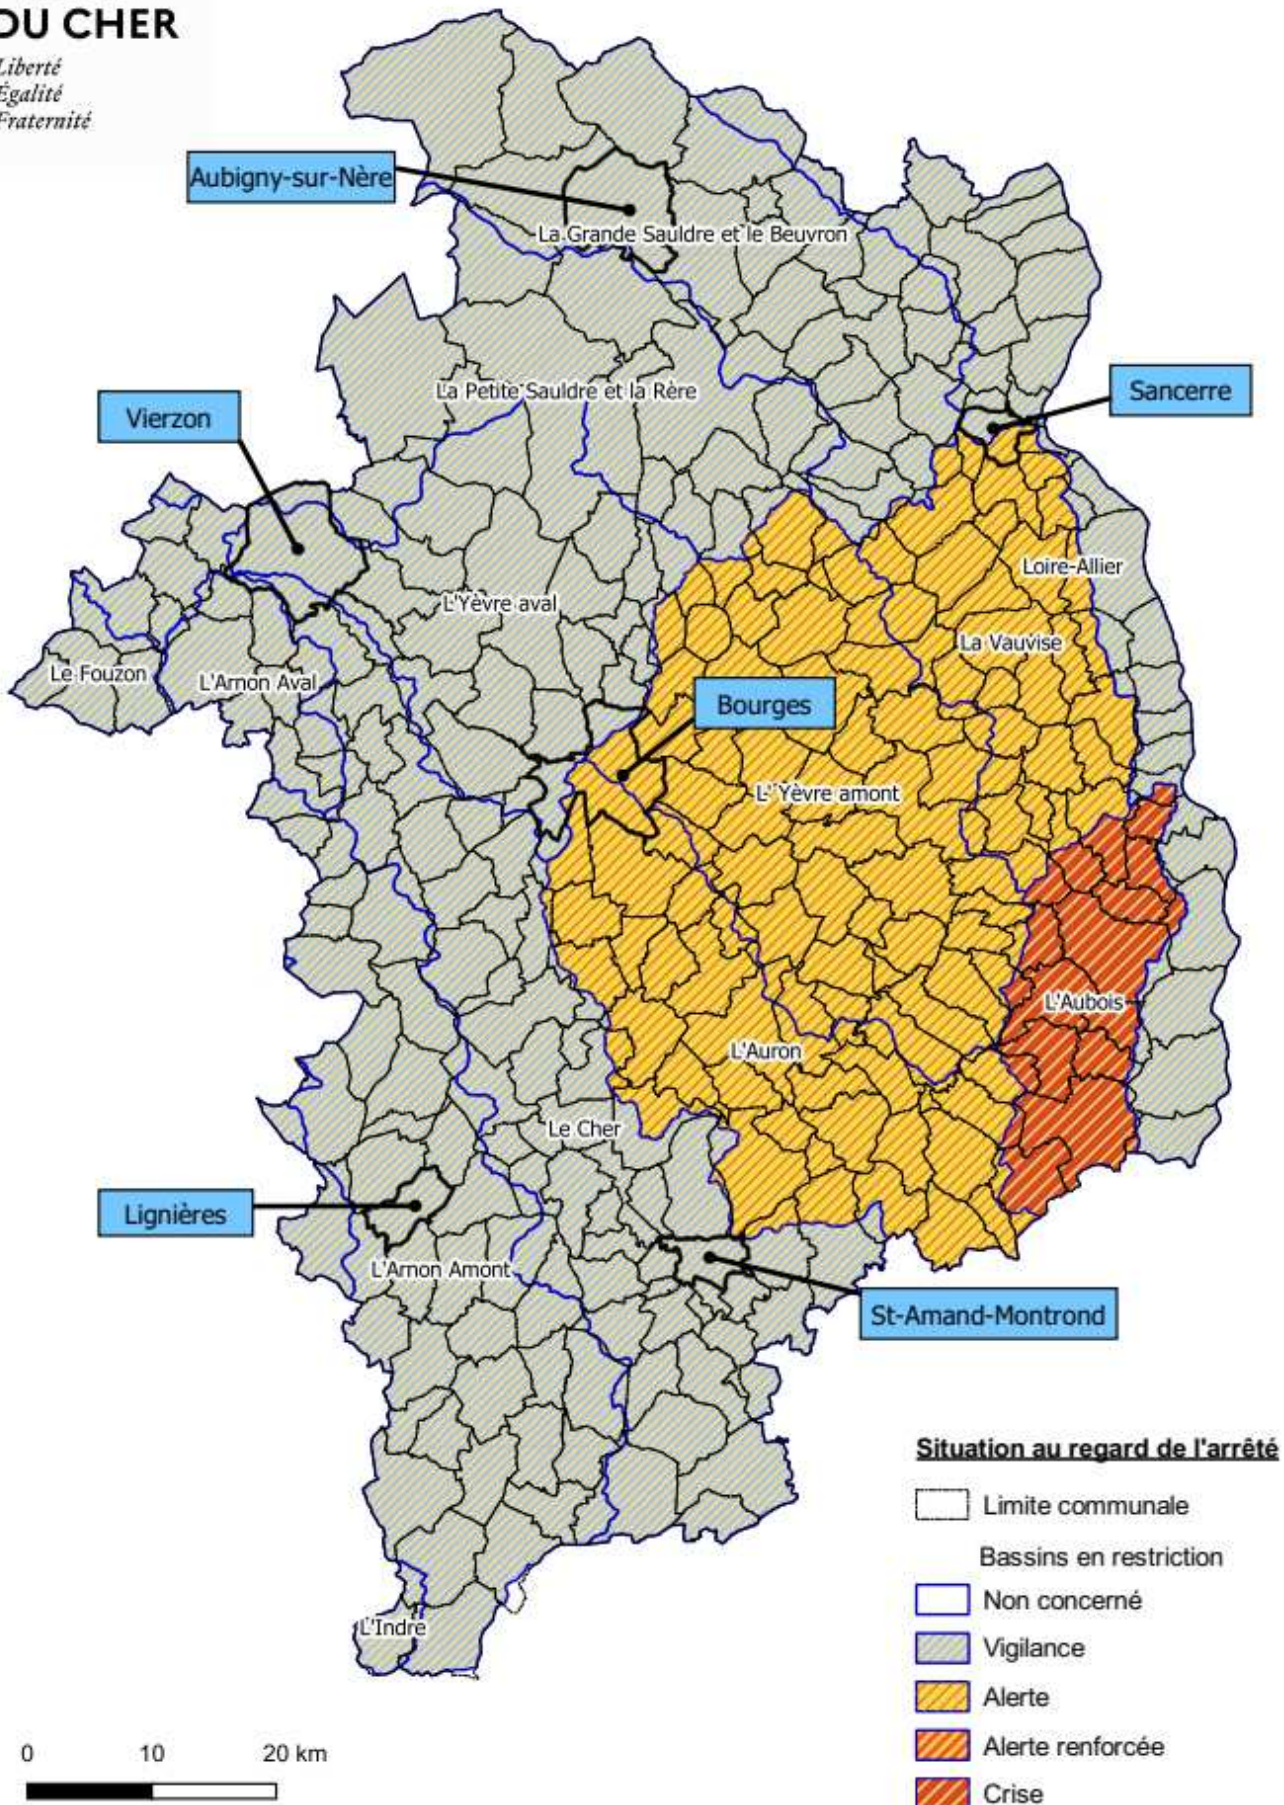 DU CHER
Liberté
Égalité
Fraternité
Aubigny-sur-Nère
La Grande Sauldre et le Beuvron
La Petite Sauldre et la Rère
Sancerre
Vierzon
Loire-Allier
L'Yèvre aval
La Vauvise
Le Fouzon
L'Arnon Aval
Bourges
L' Yèvre amont
L'Aubois
L'Auron
Le Cher
Lignières
L'Arnon Amont
St-Amand-Montrond
L'Indre
Situation au regard de l'arrêté
Limite communale
Bassins en restriction
Non concerné
Vigilance
Alerte
Alerte renforcée
Crise
0 10 20 km